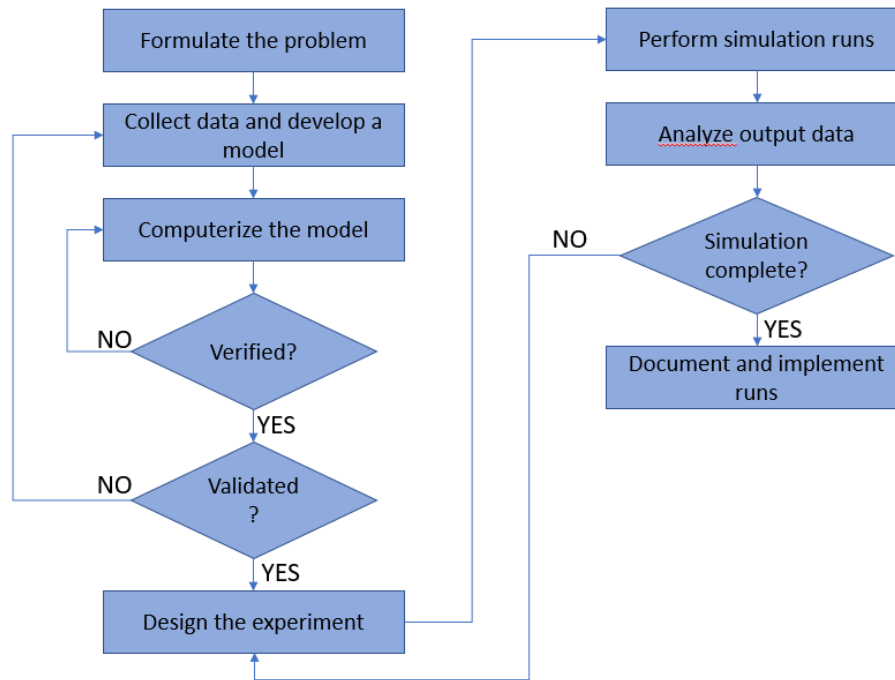 Formulate the problem
Collect data and develop a
model
Computerize the model
NO
Verified?
YES
NO
Validated
?
YES
Design the experiment
Perform simulation runs
Analyze output data
NO
Simulation
complete?
YES
Document and implement
runs